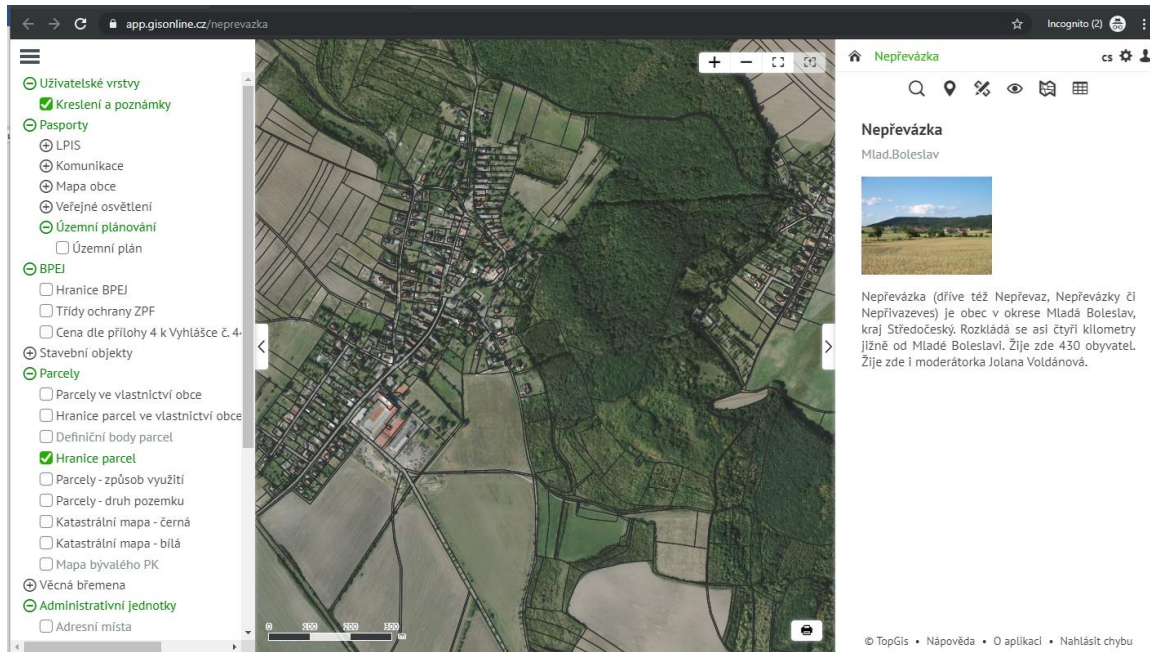 app.gisonline.cz/neprevazka
Incognito (2)
Uživatelské vrstvy
Kreslení a poznámky
Pasporty
LPIS
Komunikace
Mapa obce
Veřejné osvětlení
Územní plánování
Územní plán
BPEJ
Hranice BPEJ
Třídy ochrany ZPF
Cena dle přílohy 4 k Vyhlášce č. 4
Stavební objekty
Parcely
Parcely ve vlastnictví obce
Hranice parcel ve vlastnictví obce
Definiční body parcel
Hranice parcel
Parcely - způsob využití
Parcely - druh pozemku
Katastrální mapa - černá
Katastrální mapa - bílá
Mapa bývalého PK
Věcná břemena
Administrativní jednotky
Adresní místa
0 100 200 300
m
Nepřevázka
cs
Nepřevázka
Mlad.Boleslav
Nepřevázka (dříve též Nepřevaz, Nepřevázky či
Nepřivazeves) je obec v okrese Mladá Boleslav,
kraj Středočeský. Rozkládá se asi čtyři kilometry
jižně od Mladé Boleslavi. Žije zde 430 obyvatel.
Žije zde i moderátorka Jolana Voldánová.
© TopGis • Nápověda • O aplikaci • Nahlásit chybu